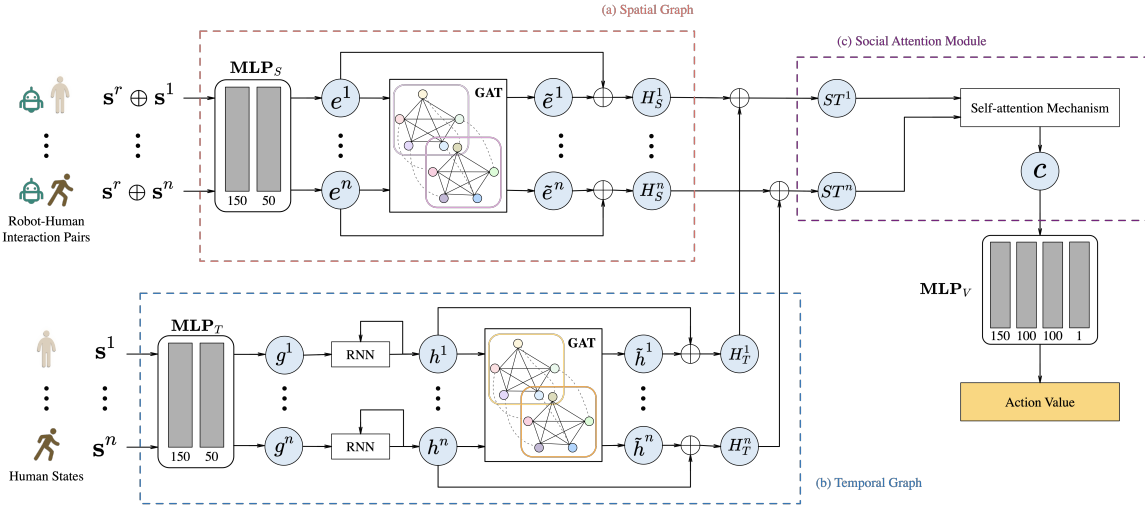 (a) Spatial Graph
(c) Social Attention Module
MLP_S
s^r ⊕ s^1
e^1
GAT
ẽ^1
H_S^1
ST^1
Self-attention Mechanism
s^r ⊕ s^n
150 50
e^n
ẽ^n
H_S^n
ST^n
c
Robot-Human
Interaction Pairs
MLP_V
150 100 100 1
Action Value
MLP_T
s^1
g^1
RNN
h^1
GAT
h̃^1
H_T^1
s^n
150 50
g^n
RNN
h^n
h̃^n
H_T^n
Human States
(b) Temporal Graph